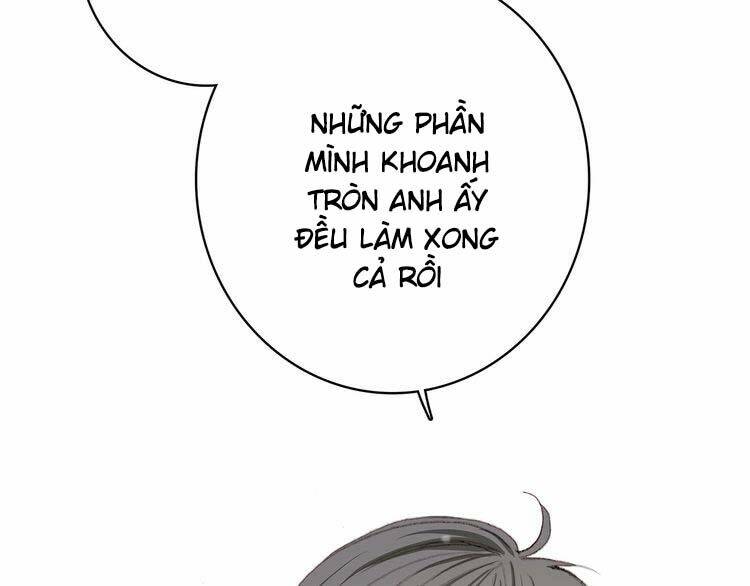 NHỮNG PHẦN
MÌNH KHOANH
TRÒN ANH ẤY
ĐỀU LÀM XONG
CẢ RỒI